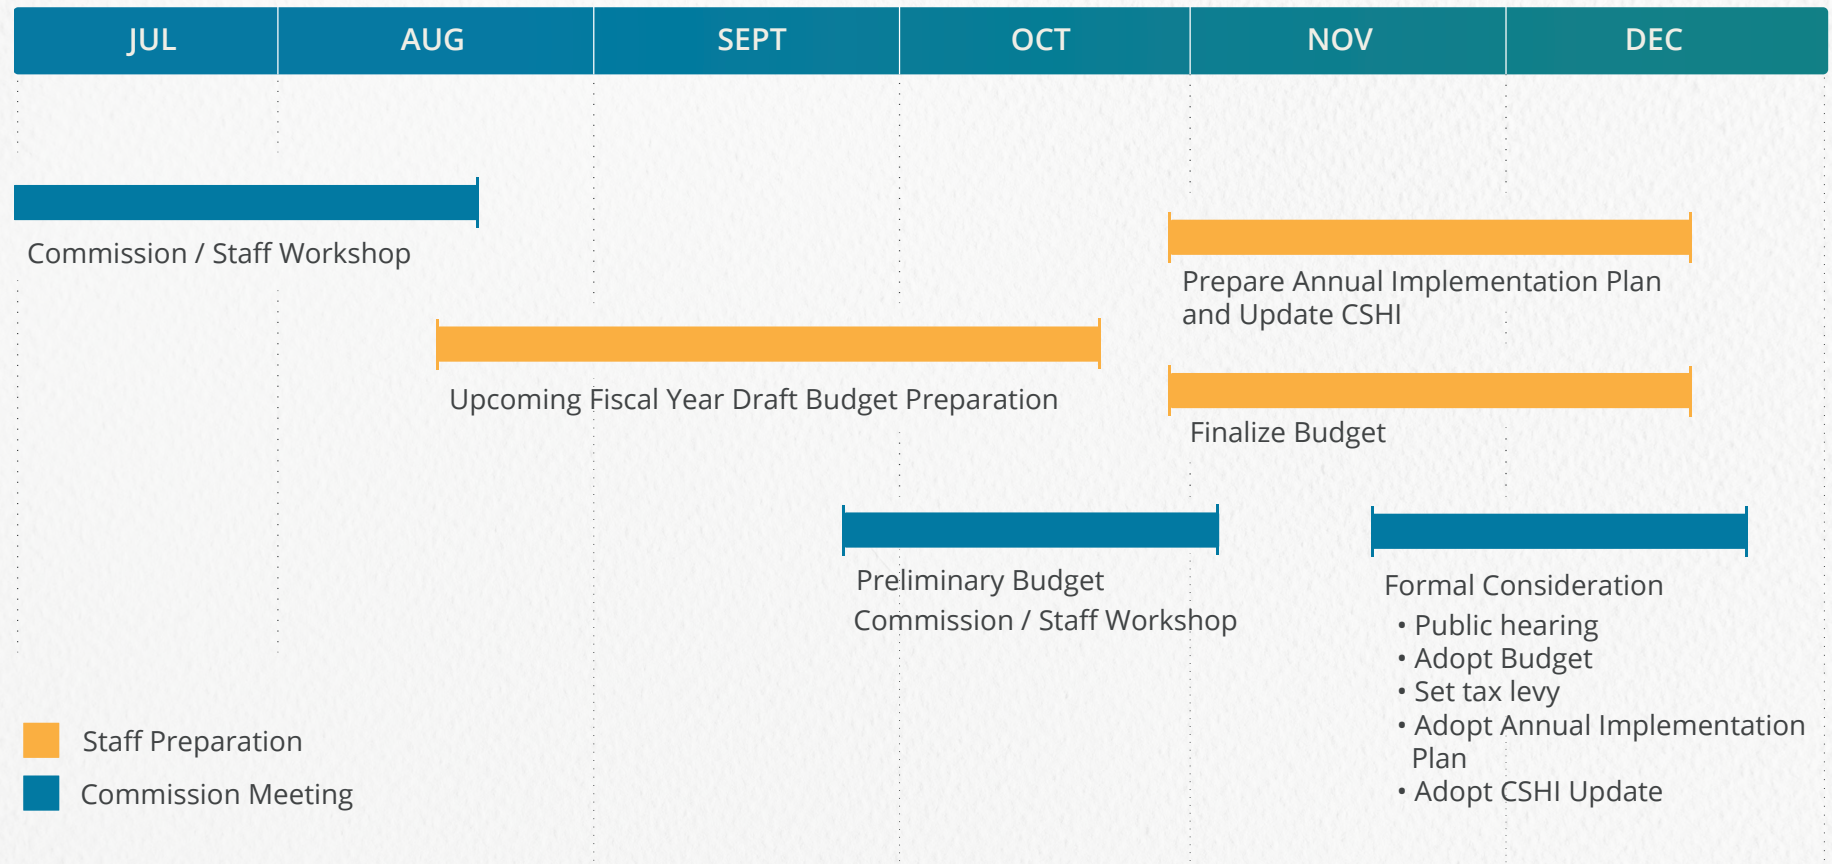 JUL
AUG
SEPT
OCT
NOV
DEC
Commission / Staff Workshop
Prepare Annual Implementation Plan
and Update CSHI
Upcoming Fiscal Year Draft Budget Preparation
Finalize Budget
Preliminary Budget
Commission / Staff Workshop
Formal Consideration
• Public hearing
• Adopt Budget
• Set tax levy
• Adopt Annual Implementation
Plan
• Adopt CSHI Update
Staff Preparation
Commission Meeting